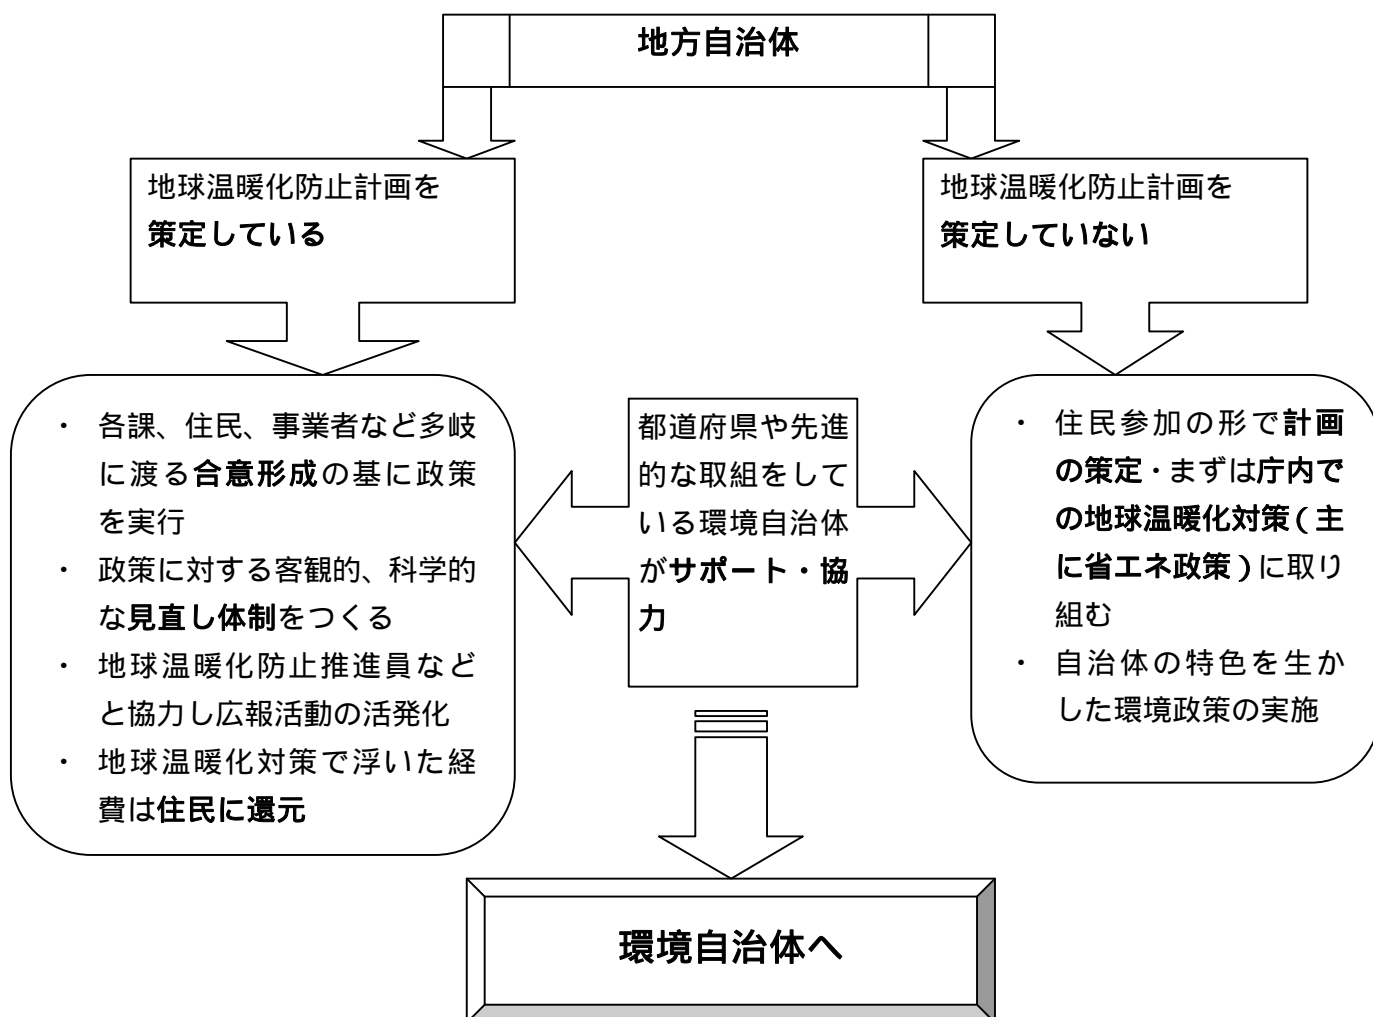 地方自治体
地球温暖化防止計画を
策定している
地球温暖化防止計画を
策定していない
・ 各課、住民、事業者など多岐
に渡る合意形成の基に政策
を実行
・ 政策に対する客観的、科学的
な見直し体制をつくる
・ 地球温暖化防止推進員など
と協力し広報活動の活発化
・ 地球温暖化対策で浮いた経
費は住民に還元
都道府県や先進
的な取組をして
いる環境自治体
がサポート・協
力
・ 住民参加の形で計画
の策定・まずは庁内で
の地球温暖化対策(主
に省エネ政策)に取り
組む
・ 自治体の特色を生か
した環境政策の実施
環境自治体へ